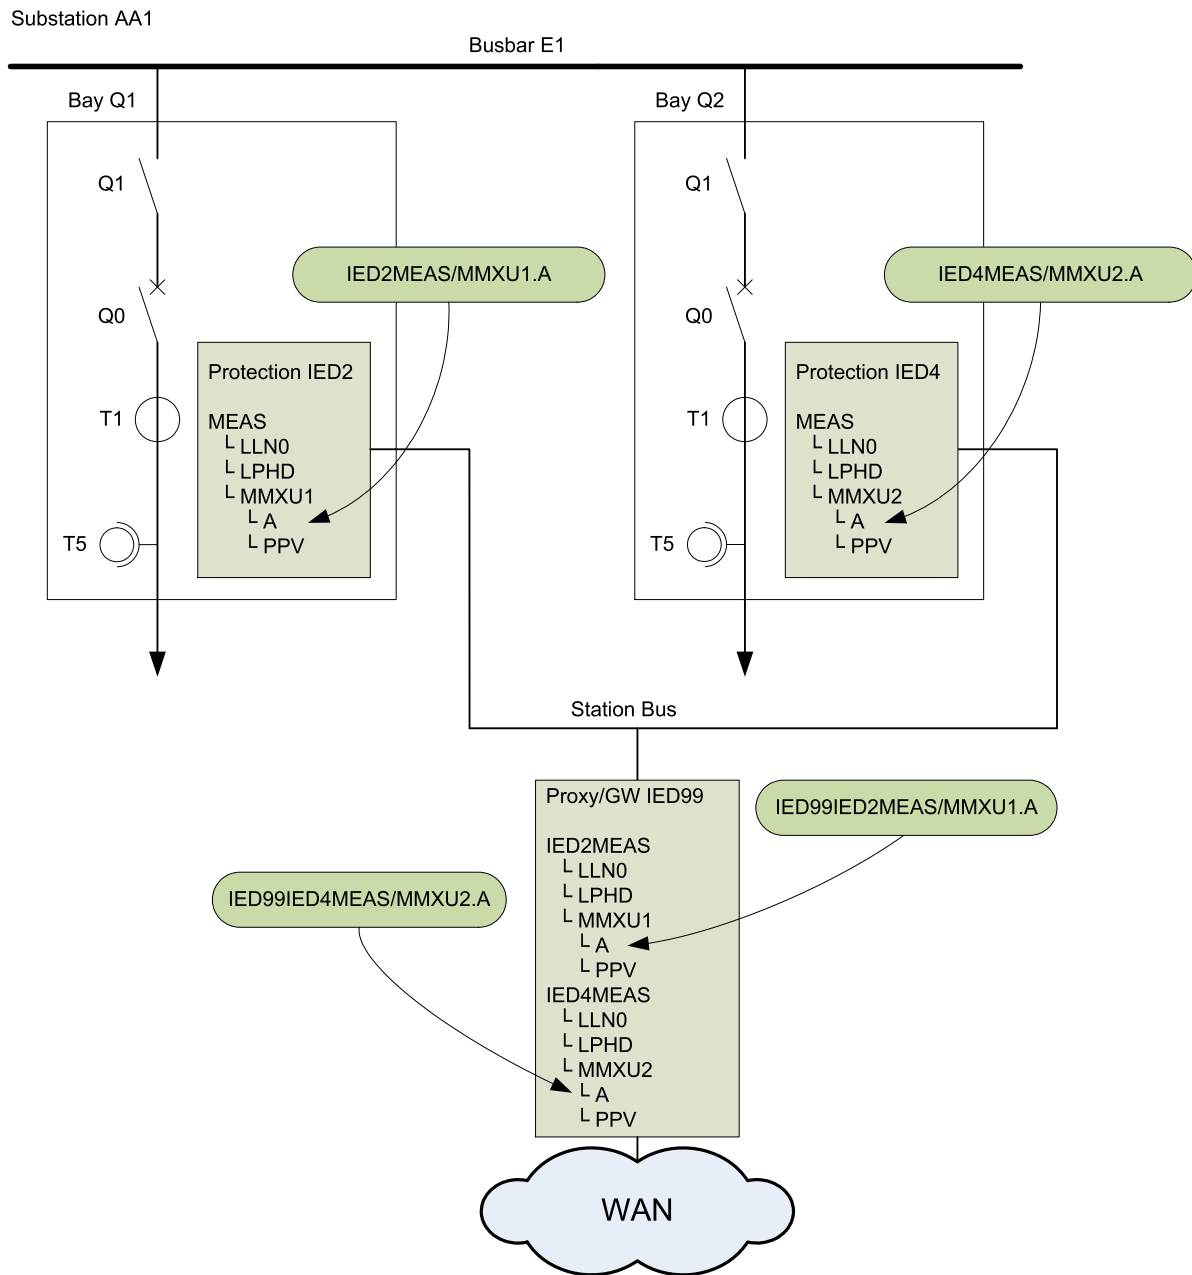 Substation AA1
Busbar E1
Bay Q1
Bay Q2
Q1
Q1
IED2MEAS/MMXU1.A
IED4MEAS/MMXU2.A
Q0
Q0
Protection IED2
MEAS
LLN0
LPHD
MMXU1
A
PPV
Protection IED4
MEAS
LLN0
LPHD
MMXU2
A
PPV
T1
T1
T5
T5
Station Bus
Proxy/GW IED99
IED2MEAS
LLN0
LPHD
MMXU1
A
PPV
IED4MEAS
LLN0
LPHD
MMXU2
A
PPV
IED99IED2MEAS/MMXU1.A
IED99IED4MEAS/MMXU2.A
WAN